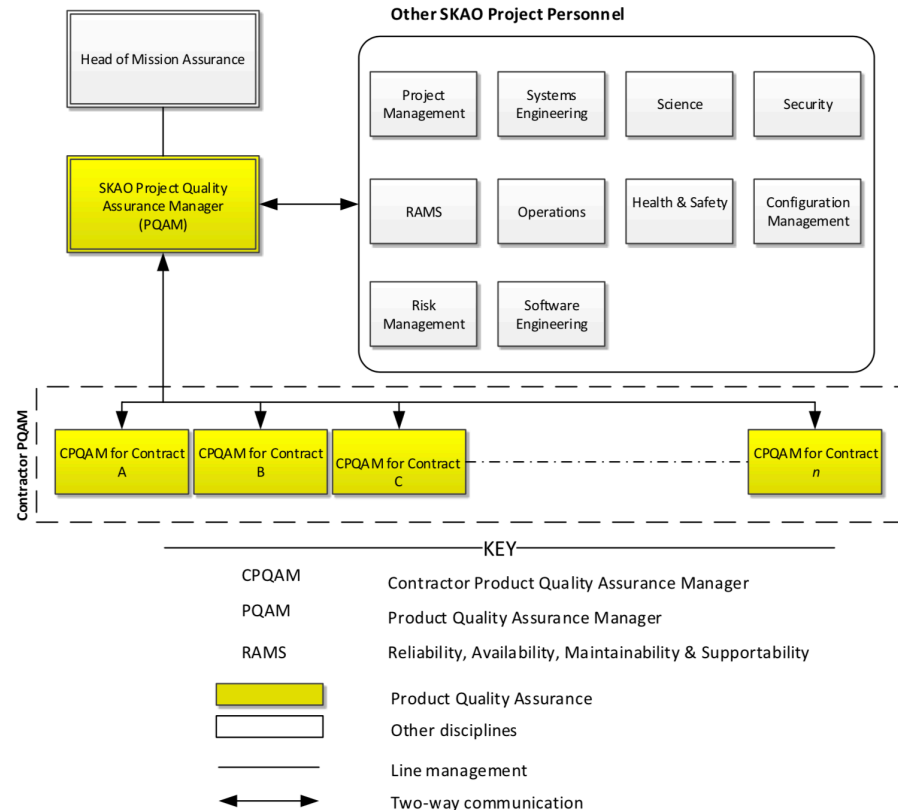 Other SKAO Project Personnel
Head of Mission Assurance
Project
Management
Systems
Engineering
Science
Security
SKAO Project Quality
Assurance Manager
(PQAM)
RAMS
Operations
Health & Safety
Configuration
Management
Risk
Management
Software
Engineering
Contractor PQAM
CPQAM for Contract
A
CPQAM for Contract
B
CPQAM for Contract
C
CPQAM for Contract
n
KEY
CPQAM Contractor Product Quality Assurance Manager
PQAM Product Quality Assurance Manager
RAMS Reliability, Availability, Maintainability & Supportability
Product Quality Assurance
Other disciplines
Line management
Two-way communication